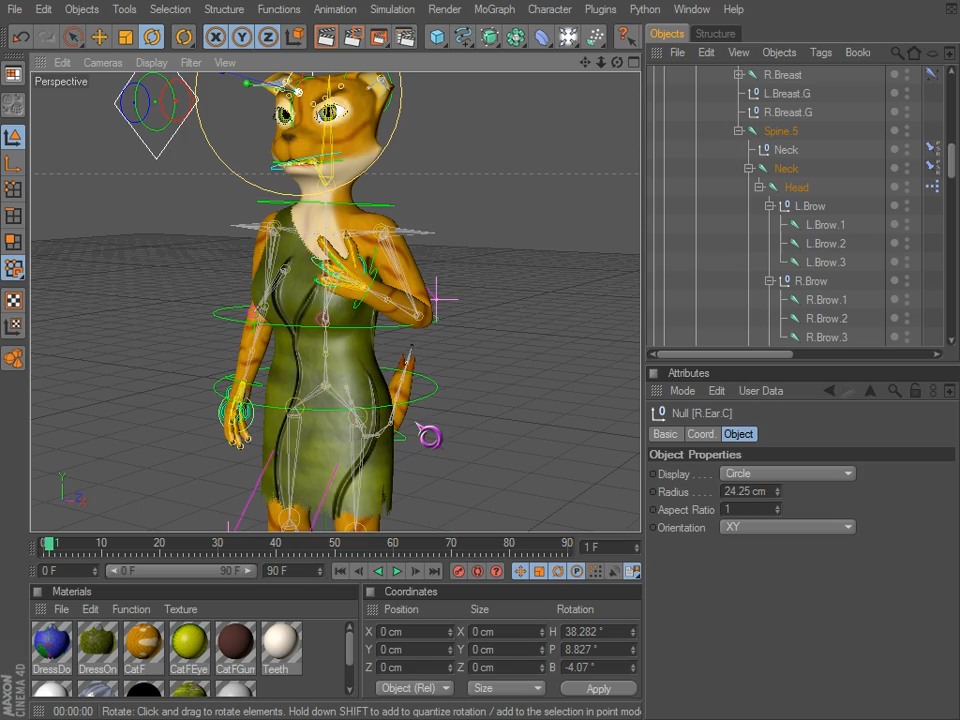 File Edit Objects Tools Selection Structure Functions Animation Simulation Render MoGraph Character Plugins Python Window Help
Objects Structure
File Edit View Objects Tags Book
Edit Cameras Display Filter View
Perspective
R.Breast
L.Breast.G
R.Breast.G
Spine.5
Neck
Neck
Head
L.Brow
L.Brow.1
L.Brow.2
L.Brow.3
R.Brow
R.Brow.1
R.Brow.2
R.Brow.3
Attributes
Mode Edit User Data
Null [R.Ear.C]
Basic Coord. Object
Object Properties
Display Circle
Radius 24.25 cm
Aspect Ratio 1
Orientation XY
Y
Z
X Y Z
1 10 20 30 40 50 60 70 80 90 1 F
0 F 0 F 90 F 90 F
Materials
File Edit Function Texture
DressDo DressOn CatF CatFEye CatFGum Teeth
Coordinates
Position Size Rotation
X 0 cm X 0 cm H 38.282 °
Y 0 cm Y 0 cm P 8.827 °
Z 0 cm Z 0 cm B -4.07 °
Object (Rel) Size Apply
MAXON
CINEMA 4D
00:00:00 Rotate: Click and drag to rotate elements. Hold down SHIFT to add to quantize rotation / add to the selection in point mode